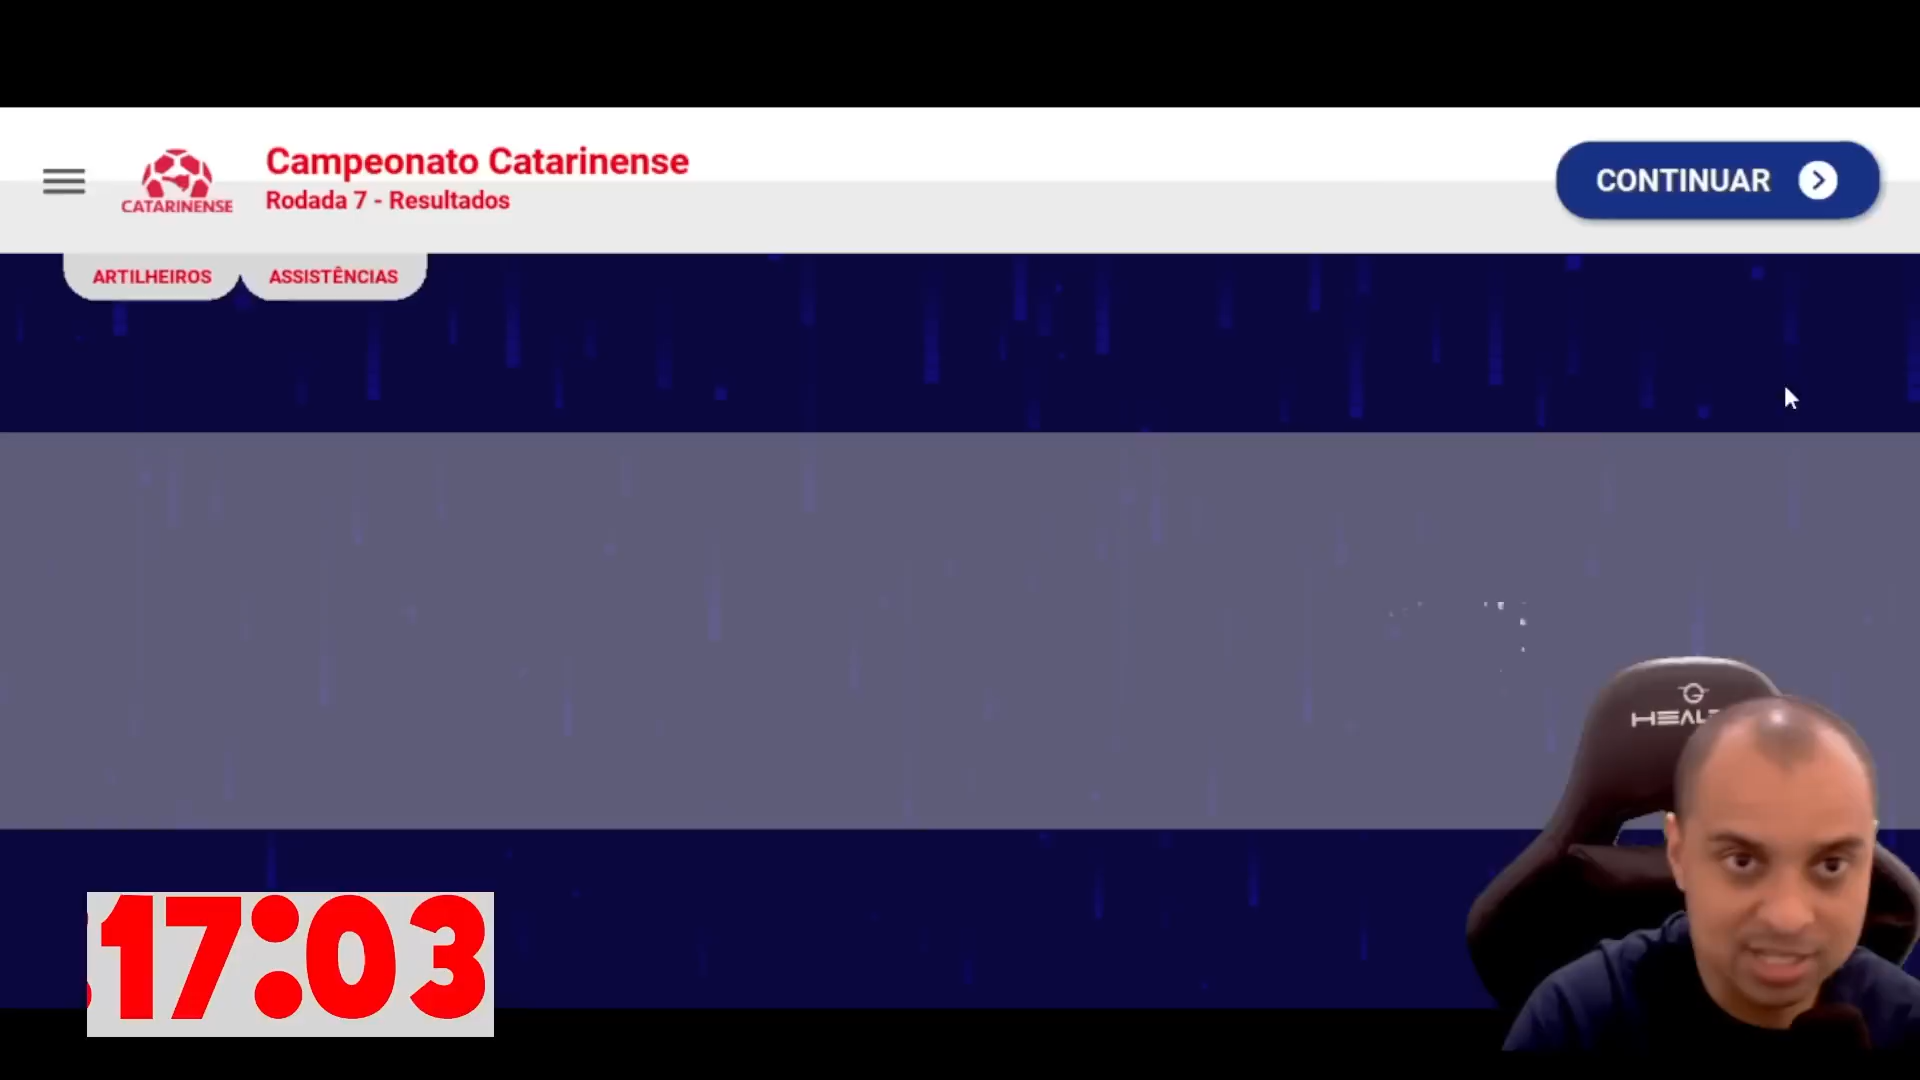 CATARINENSE
Campeonato Catarinense
Rodada 7 - Resultados
CONTINUAR
ARTILHEIROS
ASSISTÊNCIAS
17:03